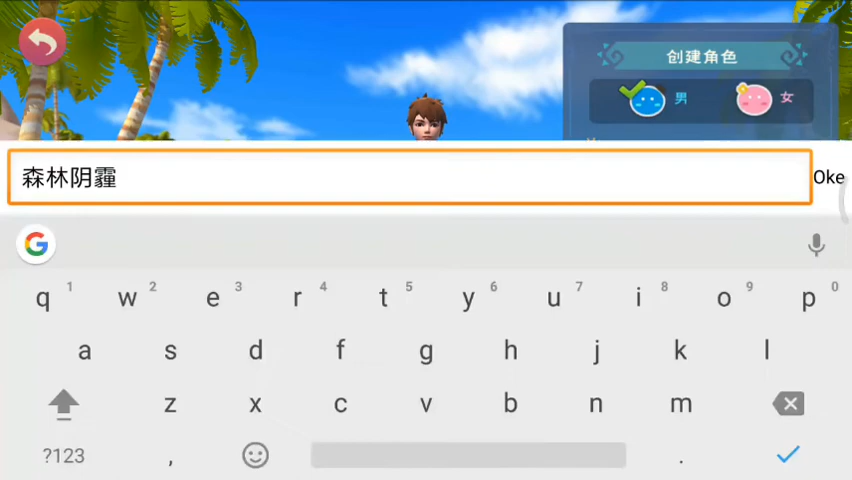 创建角色
男 女
森林阴霾
Oke
q 1 w 2 e 3 r 4 t 5 y 6 u 7 i 8 o 9 p 0
a s d f g h j k l
z x c v b n m
?123 , .